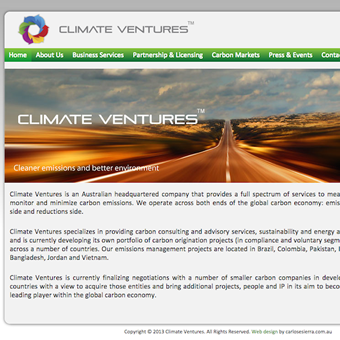 CLIMATE VENTURES™
Home About Us Business Services Partnership & Licensing Carbon Markets Press & Events
CLIMATE VENTURES™
Cleaner emissions and better environment
Climate Ventures is an Australian headquartered company that provides a full spectrum of services to
monitor and minimize carbon emissions. We operate across both ends of the global carbon economy:
side and reductions side.
Climate Ventures specializes in providing carbon consulting and advisory services, sustainability and energy
and is currently developing its own portfolio of carbon origination projects (in compliance and voluntary
across a number of countries. Our emissions management projects are located in Brazil, Colombia, Pakistan,
Bangladesh, Jordan and Vietnam.
Climate Ventures is currently finalizing negotiations with a number of smaller carbon companies in
countries with a view to acquire those entities and bring additional projects, people and IP in its aim to
leading player within the global carbon economy.
Copyright © 2013 Climate Ventures. All Rights Reserved. Web design by carlosesierra.com.au